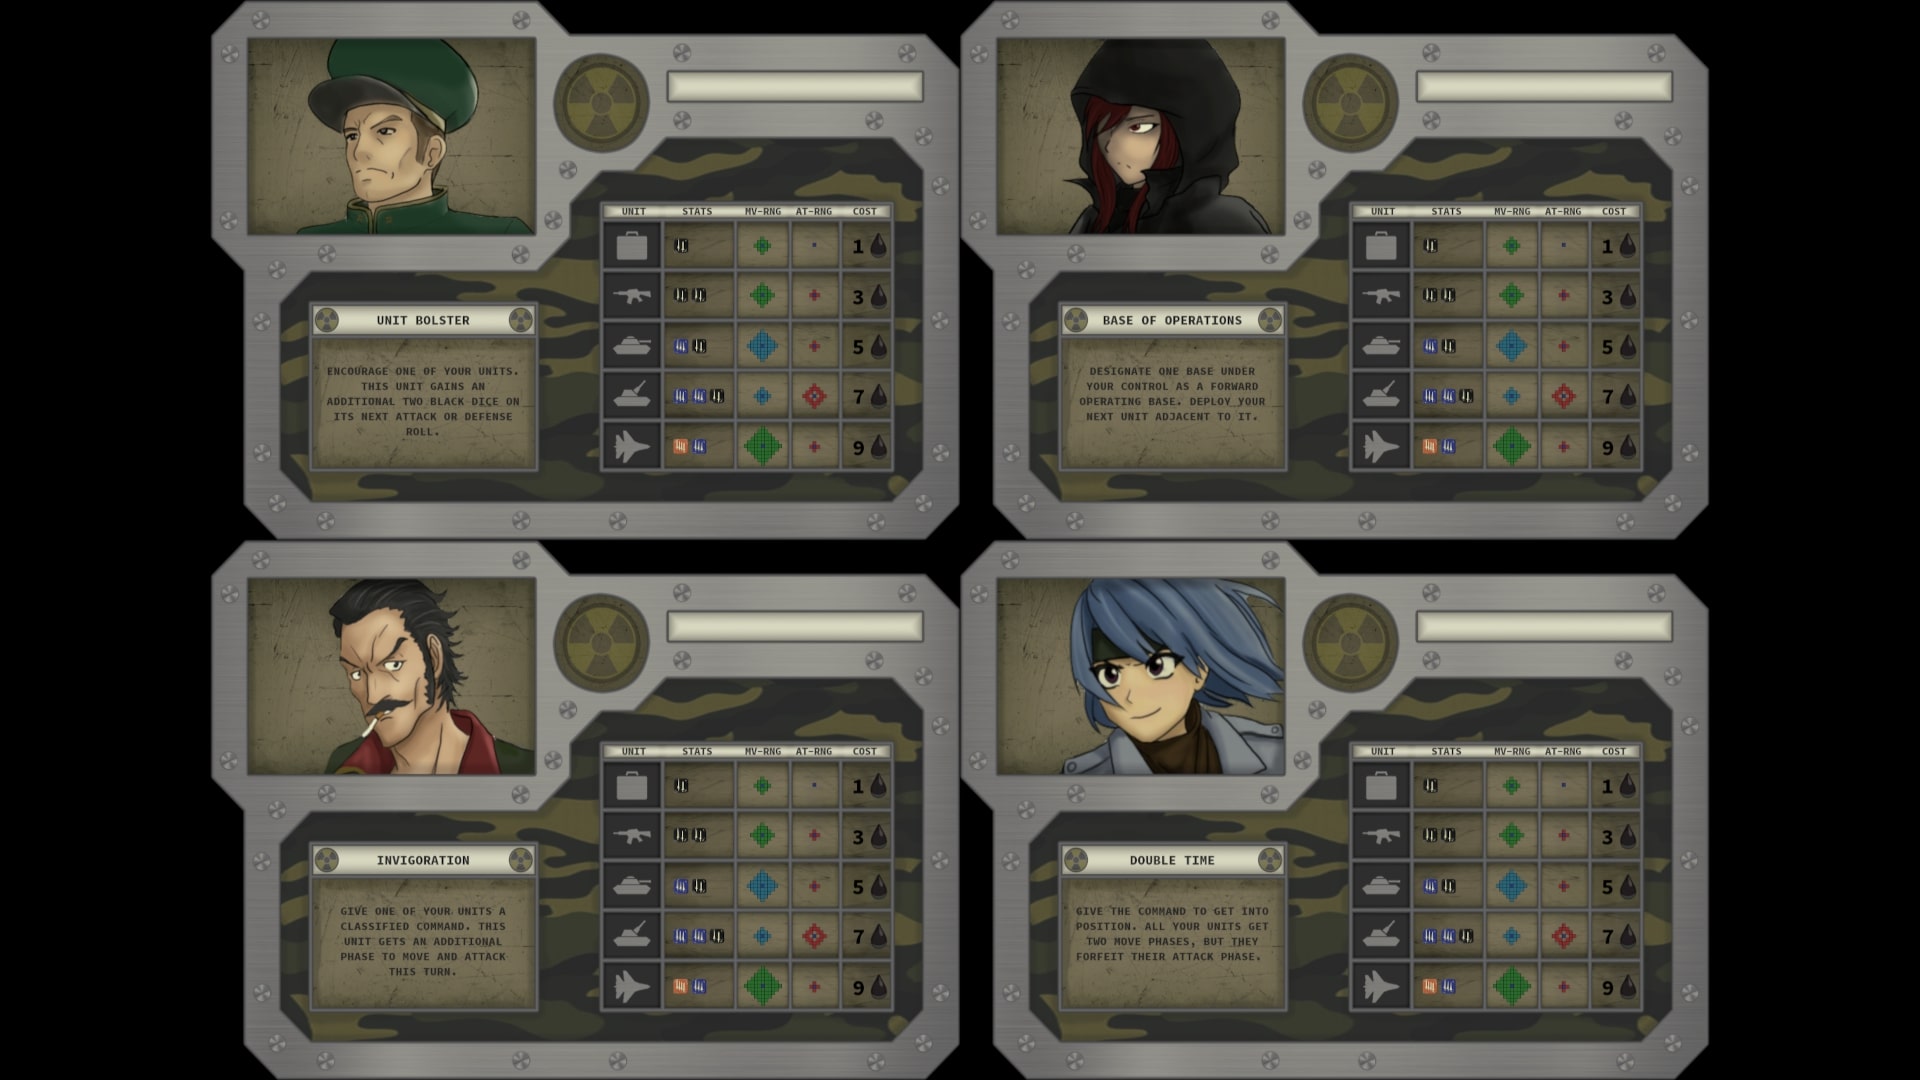 UNIT STATS MV-RNG AT-RNG COST
1
3
5
7
9
UNIT BOLSTER
ENCOURAGE ONE OF YOUR UNITS.
THIS UNIT GAINS AN
ADDITIONAL TWO BLACK DICE ON
ITS NEXT ATTACK OR DEFENSE
ROLL.
UNIT STATS MV-RNG AT-RNG COST
1
3
5
7
9
BASE OF OPERATIONS
DESIGNATE ONE BASE UNDER
YOUR CONTROL AS A FORWARD
OPERATING BASE. DEPLOY YOUR
NEXT UNIT ADJACENT TO IT.
UNIT STATS MV-RNG AT-RNG COST
1
3
5
7
9
INVIGORATION
GIVE ONE OF YOUR UNITS A
CLASSIFIED COMMAND. THIS
UNIT GETS AN ADDITIONAL
PHASE TO MOVE AND ATTACK
THIS TURN.
UNIT STATS MV-RNG AT-RNG COST
1
3
5
7
9
DOUBLE TIME
GIVE THE COMMAND TO GET INTO
POSITION. ALL YOUR UNITS GET
TWO MOVE PHASES, BUT THEY
FORFEIT THEIR ATTACK PHASE.